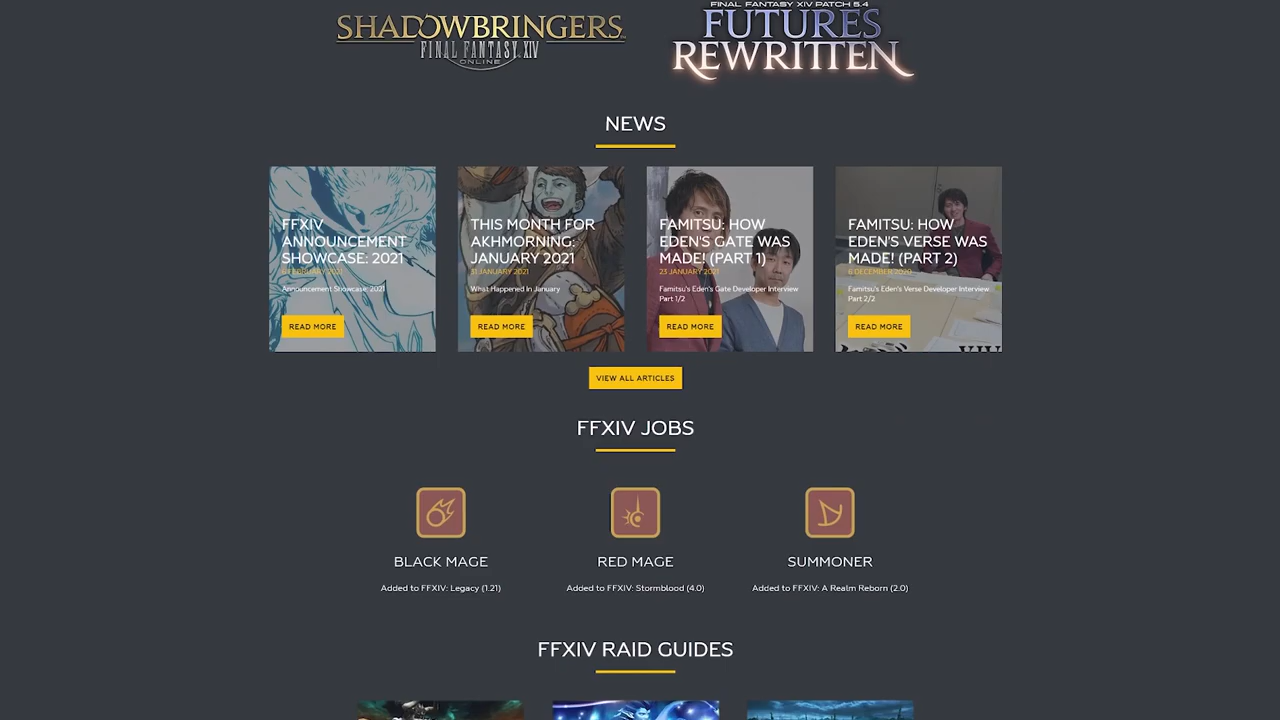 SHADOWBRINGERS
FINAL FANTASY XIV
ONLINE
FINAL FANTASY XIV PATCH 5.4
FUTURES
REWRITTEN
NEWS
FFXIV
ANNOUNCEMENT
SHOWCASE: 2021
6 FEBRUARY 2021
Announcement Showcase: 2021
READ MORE
THIS MONTH FOR
AKHMORNING:
JANUARY 2021
31 JANUARY 2021
What Happened In January
READ MORE
FAMITSU: HOW
EDEN'S GATE WAS
MADE! (PART 1)
23 JANUARY 2021
Famitsu's Eden's Gate Developer Interview
Part 1/2
READ MORE
FAMITSU: HOW
EDEN'S VERSE WAS
MADE! (PART 2)
6 DECEMBER 2020
Famitsu's Eden's Verse Developer Interview
Part 2/2
READ MORE
XIV
VIEW ALL ARTICLES
FFXIV JOBS
BLACK MAGE
Added to FFXIV: Legacy (1.21)
RED MAGE
Added to FFXIV: Stormblood (4.0)
SUMMONER
Added to FFXIV: A Realm Reborn (2.0)
FFXIV RAID GUIDES